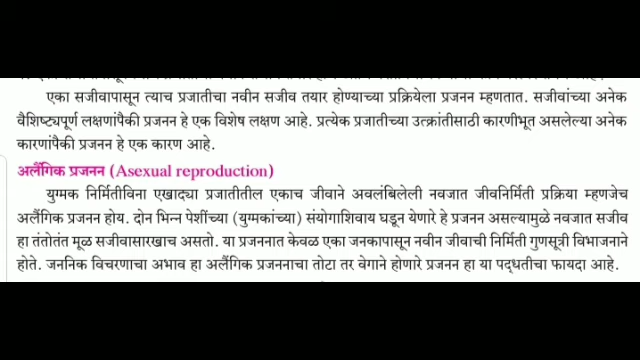 एका सजीवापासून त्याच प्रजातीचा नवीन सजीव तयार होण्याच्या प्रक्रियेला प्रजनन म्हणतात. सजीवांच्या अनेक
वैशिष्ट्यपूर्ण लक्षणांपैकी प्रजनन हे एक विशेष लक्षण आहे. प्रत्येक प्रजातीच्या उत्क्रांतीसाठी कारणीभूत असलेल्या अनेक
कारणांपैकी प्रजनन हे एक कारण आहे.
अलैंगिक प्रजनन (Asexual reproduction)
युग्मक निर्मितीविना एखाद्या प्रजातीतील एकाच जीवाने अवलंबिलेली नवजात जीवनिर्मिती प्रक्रिया म्हणजेच
अलैंगिक प्रजनन होय. दोन भिन्न पेशींच्या (युग्मकांच्या) संयोगाशिवाय घडून येणारे हे प्रजनन असल्यामुळे नवजात सजीव
हा तंतोतंत मूळ सजीवासारखाच असतो. या प्रजननात केवळ एका जनकापासून नवीन जीवाची निर्मिती गुणसूत्री विभाजनाने
होते. जननिक विचरणाचा अभाव हा अलैंगिक प्रजननाचा तोटा तर वेगाने होणारे प्रजनन हा या पद्धतीचा फायदा आहे.